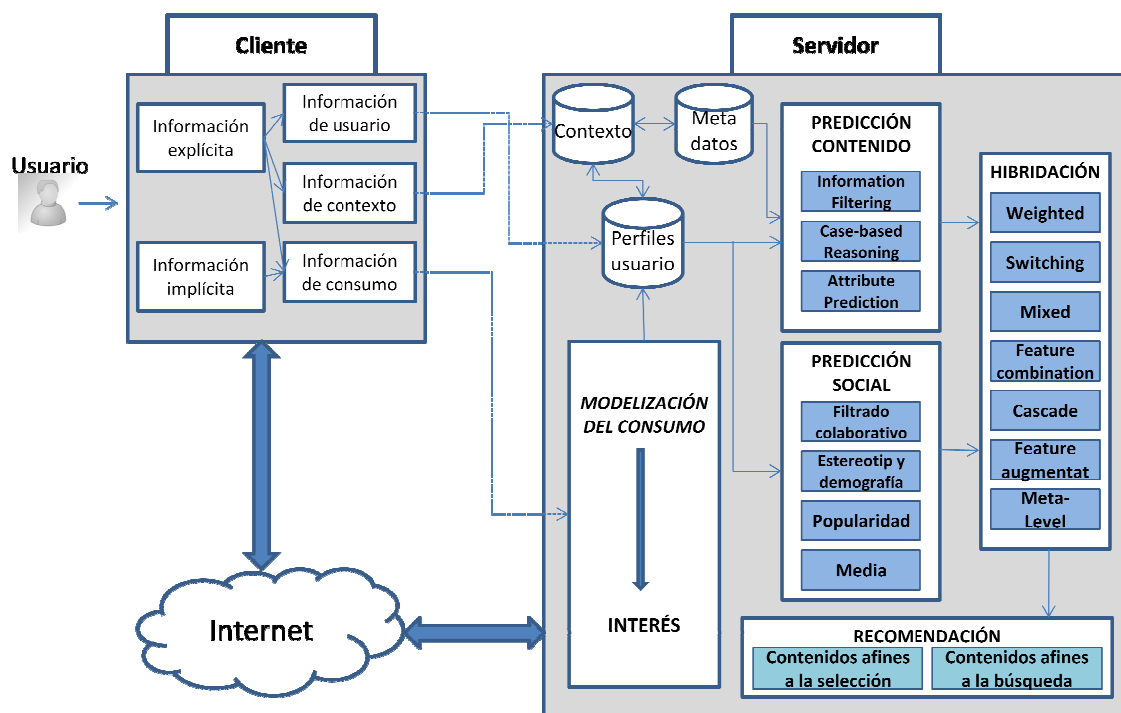 Cliente
Servidor
Usuario
Información
explícita
Información
implícita
Información
de usuario
Información
de contexto
Información
de consumo
Internet
Contexto
Meta
datos
Perfiles
usuario
MODELIZACIÓN
DEL CONSUMO
INTERÉS
PREDICCIÓN
CONTENIDO
Information
Filtering
Case-based
Reasoning
Attribute
Prediction
PREDICCIÓN
SOCIAL
Filtrado
colaborativo
Estereotip y
demografía
Popularidad
Media
HIBRIDACIÓN
Weighted
Switching
Mixed
Feature
combination
Cascade
Feature
augmentat
Meta-
Level
RECOMENDACIÓN
Contenidos afines
a la selección
Contenidos afines
a la búsqueda